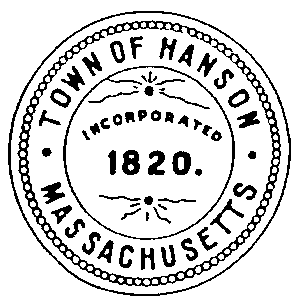 TOWN OF HANSON
INCORPORATED
1820.
MASSACHUSETTS